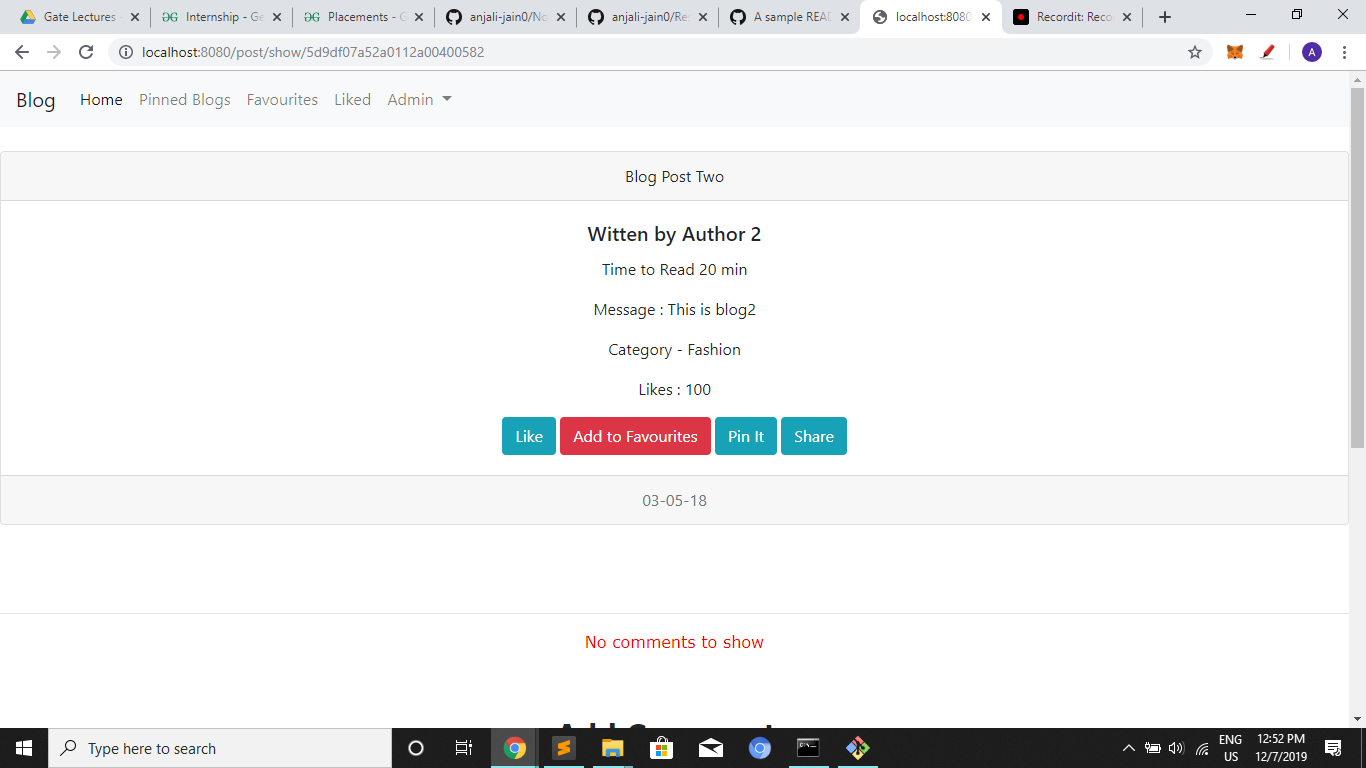 Gate Lectures
Internship - Ge
Placements - G
anjali-jain0/No
anjali-jain0/Re
A sample READ
localhost:8080
Recordit: Reco
localhost:8080/post/show/5d9df07a52a0112a00400582
A
Blog Home Pinned Blogs Favourites Liked Admin
Blog Post Two
Witten by Author 2
Time to Read 20 min
Message : This is blog2
Category - Fashion
Likes : 100
Like Add to Favourites Pin It Share
03-05-18
No comments to show
Add Comment
Type here to search
ENG
US
12:52 PM
12/7/2019